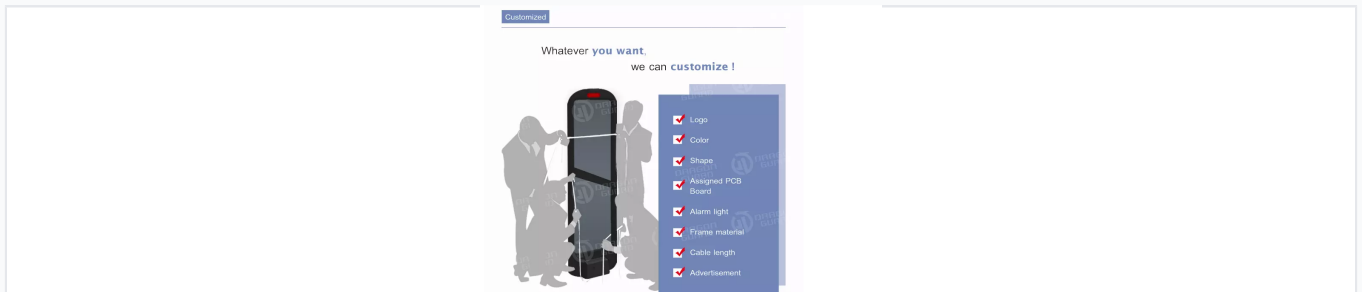 Customized
Whatever you want,
we can customize !
Logo
Color
Shape
Assigned PCB
Board
Alarm light
Frame material
Cable length
Advertisement